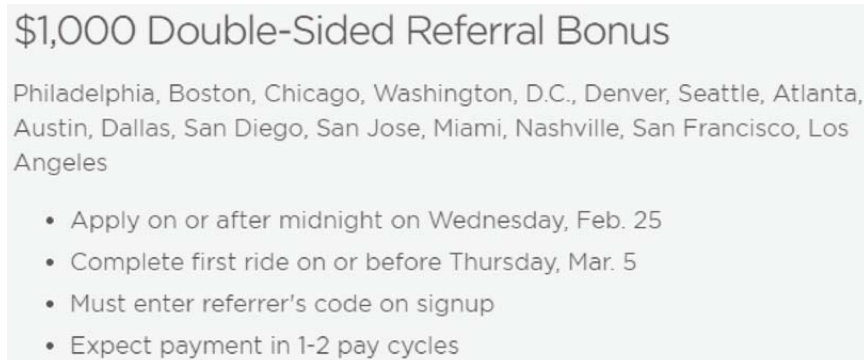 $1,000 Double-Sided Referral Bonus
Philadelphia, Boston, Chicago, Washington, D.C., Denver, Seattle, Atlanta,
Austin, Dallas, San Diego, San Jose, Miami, Nashville, San Francisco, Los
Angeles
• Apply on or after midnight on Wednesday, Feb. 25
• Complete first ride on or before Thursday, Mar. 5
• Must enter referrer's code on signup
• Expect payment in 1-2 pay cycles